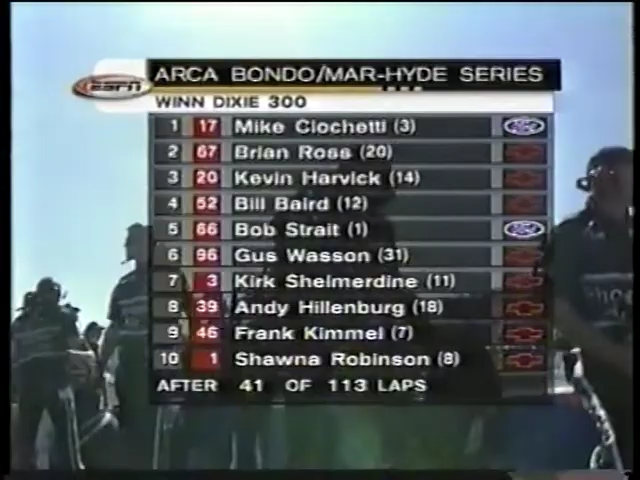 ESPN
ARCA BONDO/MAR-HYDE SERIES
WINN DIXIE 300
1 17 Mike Ciochetti (3) Ford
2 67 Brian Ross (20)
3 20 Kevin Harvick (14)
4 52 Bill Baird (12)
5 66 Bob Strait (1) Ford
6 96 Gus Wasson (31)
7 3 Kirk Shelmerdine (11)
8 39 Andy Hillenburg (18)
9 46 Frank Kimmel (7)
10 1 Shawna Robinson (8)
AFTER 41 OF 113 LAPS